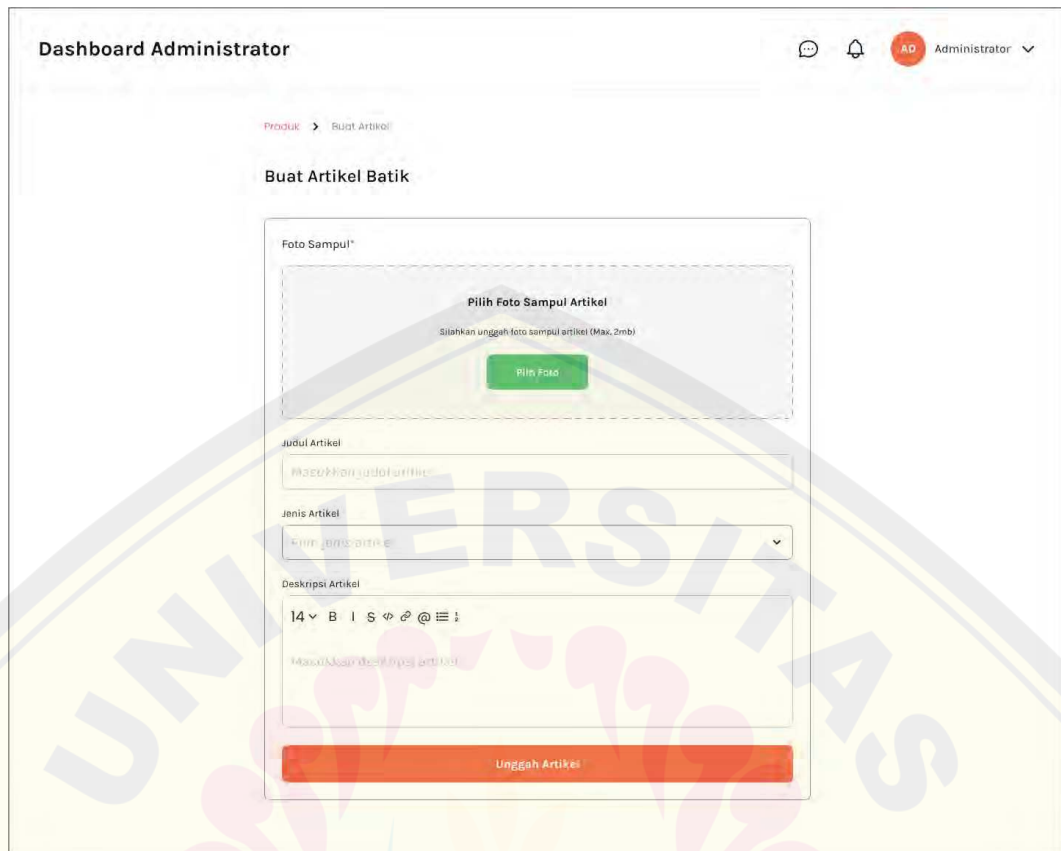 Dashboard Administrator
AD Administrator
Produk > Buat Artikel
Buat Artikel Batik
Foto Sampul*
Pilih Foto Sampul Artikel
Silahkan unggah foto sampul artikel (Max. 2mb)
Pilih Foto
Judul Artikel
Masukkan judul artikel
Jenis Artikel
Pilih jenis artikel
Deskripsi Artikel
14 B I S </> @
Masukkan deskripsi artikel
Unggah Artikel
UNIVERSITAS